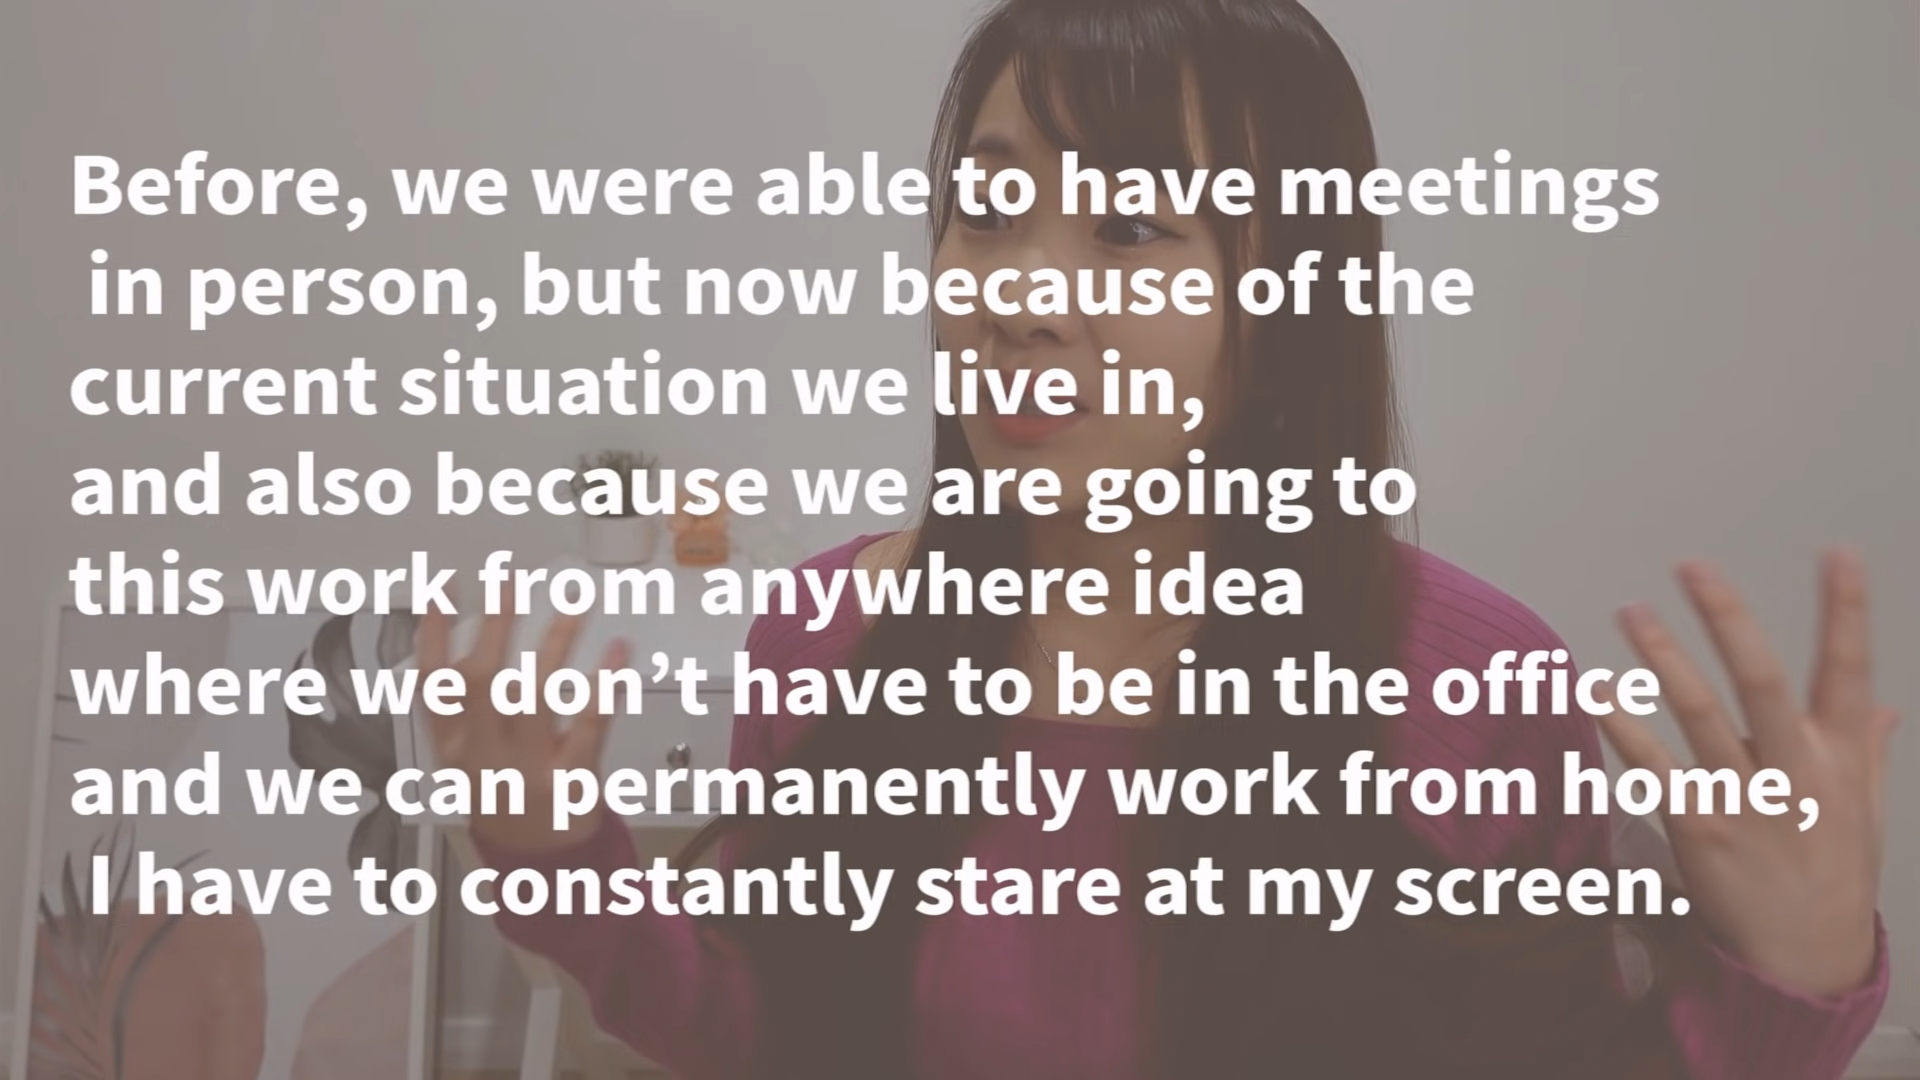 Before, we were able to have meetings
in person, but now because of the
current situation we live in,
and also because we are going to
this work from anywhere idea
where we don’t have to be in the office
and we can permanently work from home,
I have to constantly stare at my screen.